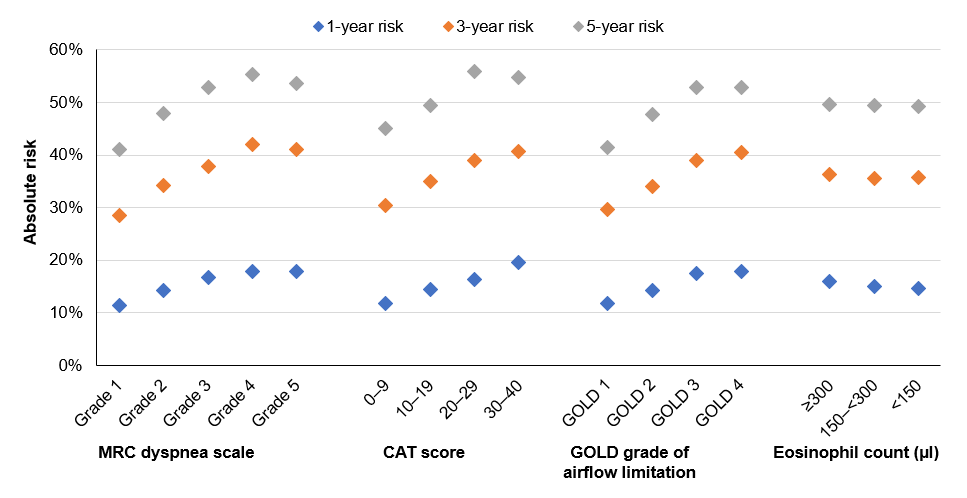 1-year risk 3-year risk 5-year risk
60%
50%
40%
30%
20%
10%
0%
Absolute risk
Grade 1 Grade 2 Grade 3 Grade 4 Grade 5 0–9 10–19 20–29 30–40 GOLD 1 GOLD 2 GOLD 3 GOLD 4 ≥300 150–<300 <150
MRC dyspnea scale CAT score GOLD grade of Eosinophil count (µl)
airflow limitation